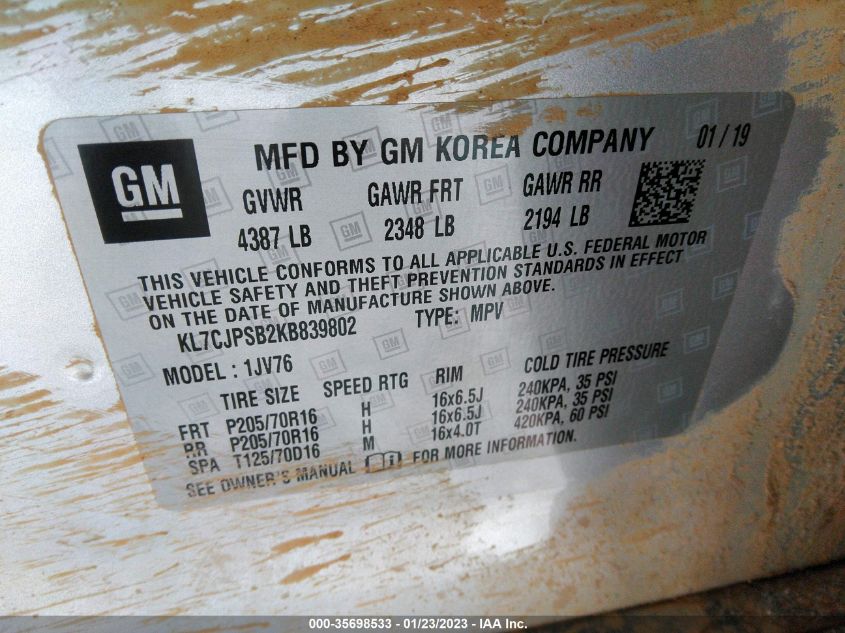 GM
MFD BY GM KOREA COMPANY 01 / 19
GVWR GAWR FRT GAWR RR
4387 LB 2348 LB 2194 LB
THIS VEHICLE CONFORMS TO ALL APPLICABLE U.S. FEDERAL MOTOR
VEHICLE SAFETY AND THEFT PREVENTION STANDARDS IN EFFECT
ON THE DATE OF MANUFACTURE SHOWN ABOVE.
KL7CJPSB2KB839802 TYPE: MPV
MODEL : 1JV76
TIRE SIZE SPEED RTG RIM COLD TIRE PRESSURE
FRT P205/70R16 H 16x6.5J 240KPA, 35 PSI
RR P205/70R16 H 16x6.5J 240KPA, 35 PSI
SPA T125/70D16 M 16x4.0T 420KPA, 60 PSI
SEE OWNER'S MANUAL FOR MORE INFORMATION.
000-35698533 - 01/23/2023 - IAA Inc.